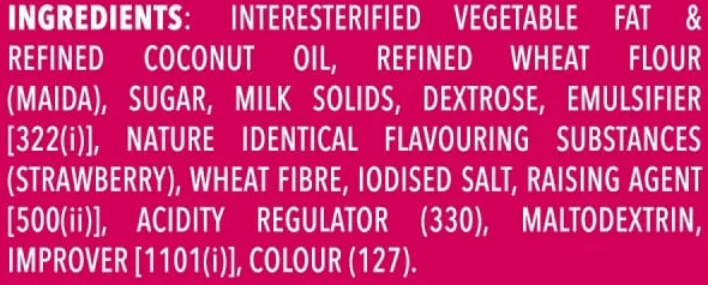 INGREDIENTS: INTERESTERIFIED VEGETABLE FAT &
REFINED COCONUT OIL, REFINED WHEAT FLOUR
(MAIDA), SUGAR, MILK SOLIDS, DEXTROSE, EMULSIFIER
[322(i)], NATURE IDENTICAL FLAVOURING SUBSTANCES
(STRAWBERRY), WHEAT FIBRE, IODISED SALT, RAISING AGENT
[500(ii)], ACIDITY REGULATOR (330), MALTODEXTRIN,
IMPROVER [1101(i)], COLOUR (127).